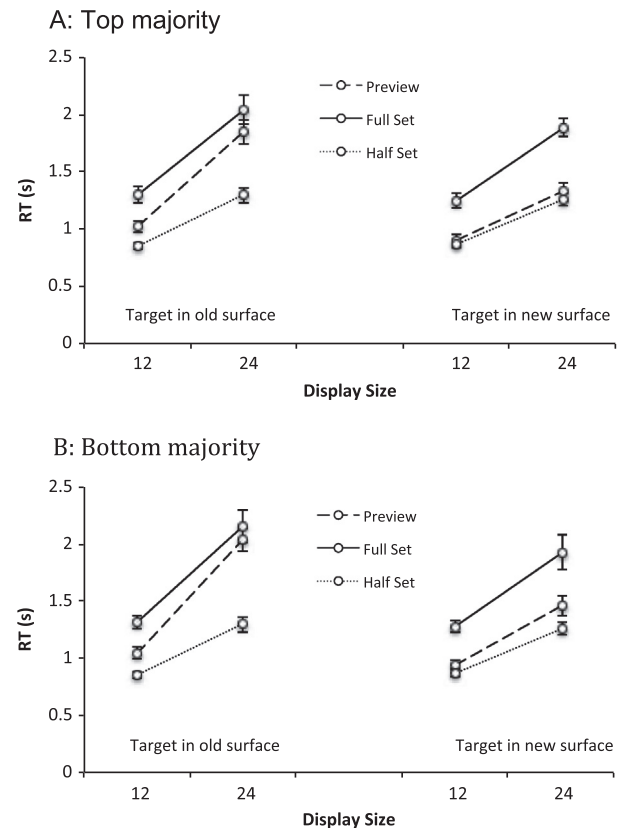 A: Top majority
2.5
Preview
2
Full Set
Half Set
1.5
RT (s)
1
0.5
Target in old surface
Target in new surface
0
12
24
12
24
Display Size
B: Bottom majority
2.5
Preview
2
Full Set
Half Set
1.5
RT (s)
1
0.5
Target in old surface
Target in new surface
0
12
24
12
24
Display Size